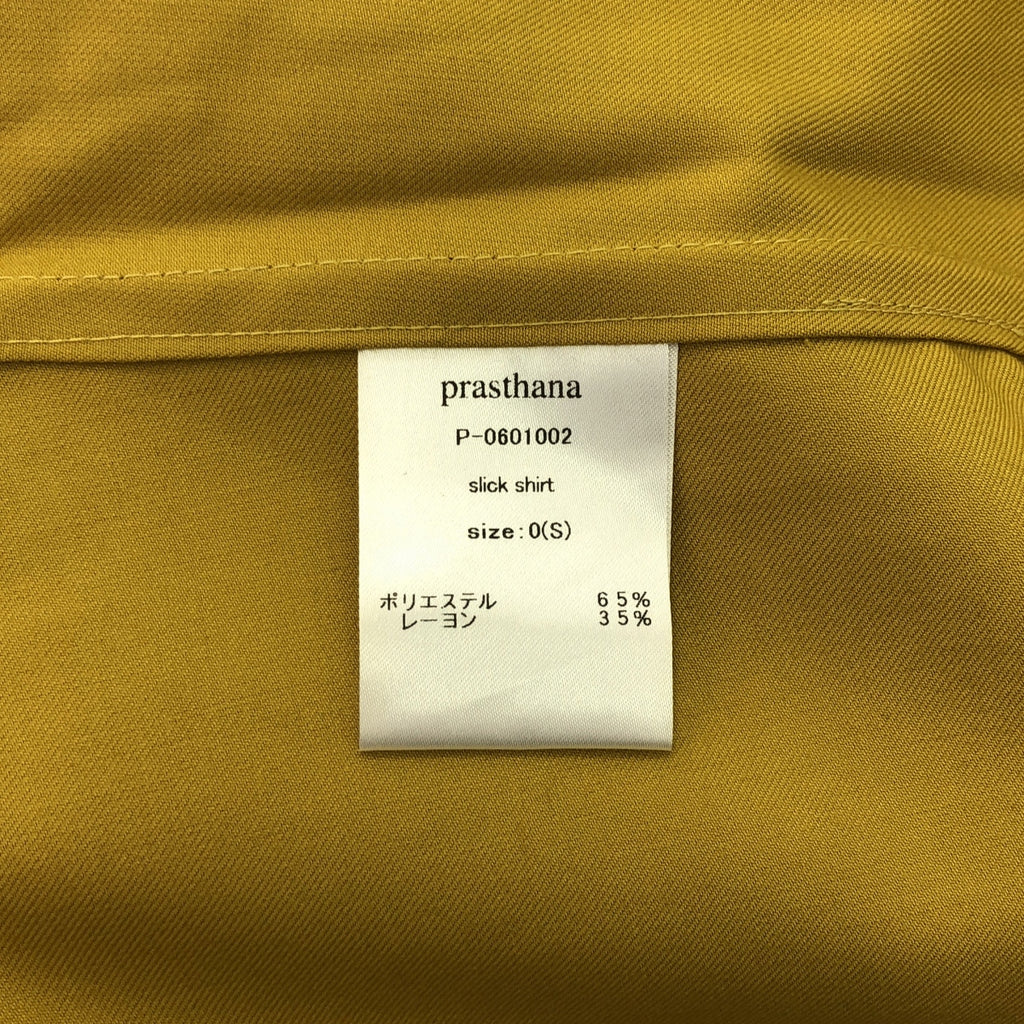 prasthana
P-0601002
slick shirt
size:0(S)
ポリエステル 65%
レーヨン 35%